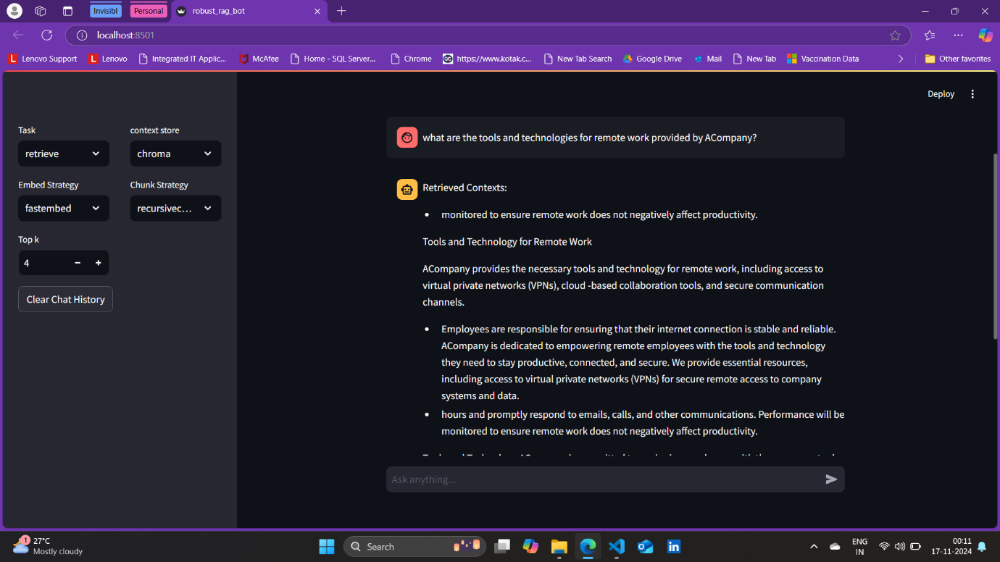 Invisibl
Personal
robust_rag_bot
localhost:8501
Lenovo Support
Lenovo
Integrated IT Applic...
McAfee
Home - SQL Server...
Chrome
https://www.kotak.c...
New Tab Search
Google Drive
Mail
New Tab
Vaccination Data
Other favorites
Deploy
Task
context store
retrieve
chroma
Embed Strategy
Chunk Strategy
fastembed
recursivec...
Top k
4
Clear Chat History
what are the tools and technologies for remote work provided by ACompany?
Retrieved Contexts:
• monitored to ensure remote work does not negatively affect productivity.
Tools and Technology for Remote Work
ACompany provides the necessary tools and technology for remote work, including access to
virtual private networks (VPNs), cloud -based collaboration tools, and secure communication
channels.
• Employees are responsible for ensuring that their internet connection is stable and reliable.
ACompany is dedicated to empowering remote employees with the tools and technology
they need to stay productive, connected, and secure. We provide essential resources,
including access to virtual private networks (VPNs) for secure remote access to company
systems and data.
• hours and promptly respond to emails, calls, and other communications. Performance will be
monitored to ensure remote work does not negatively affect productivity.
Ask anything...
1
27°C
Mostly cloudy
Search
ENG
IN
00:11
17-11-2024